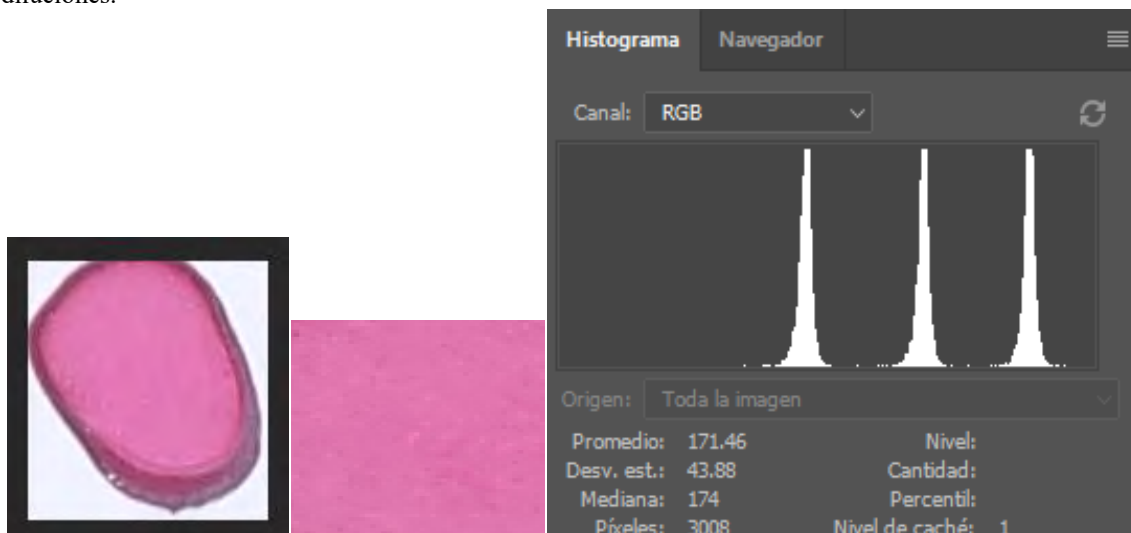 Histograma Navegador
Canal: RGB
Origen: Toda la imagen
Promedio: 171.46 Nivel:
Desv. est.: 43.88 Cantidad:
Mediana: 174 Percentil:
Píxeles: 3008 Nivel de caché: 1